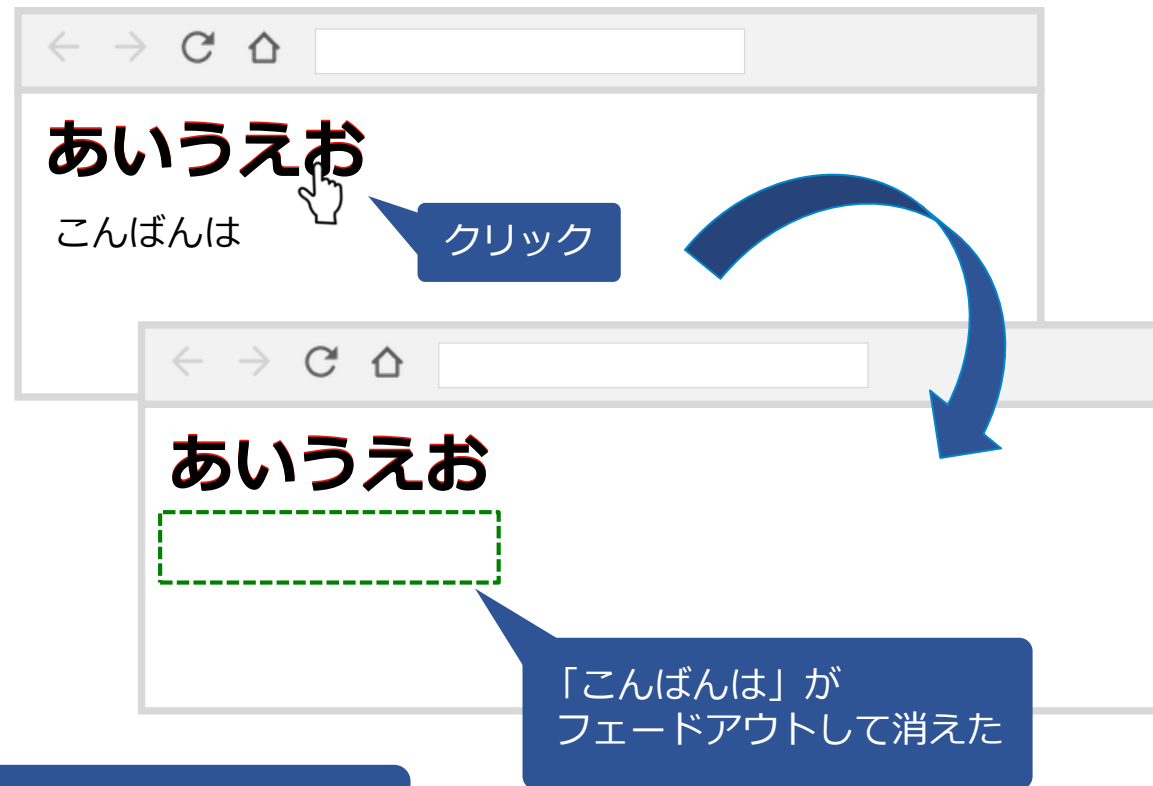 あいうえお
こんばんは
クリック
あいうえお
「こんばんは」が
フェードアウトして消えた